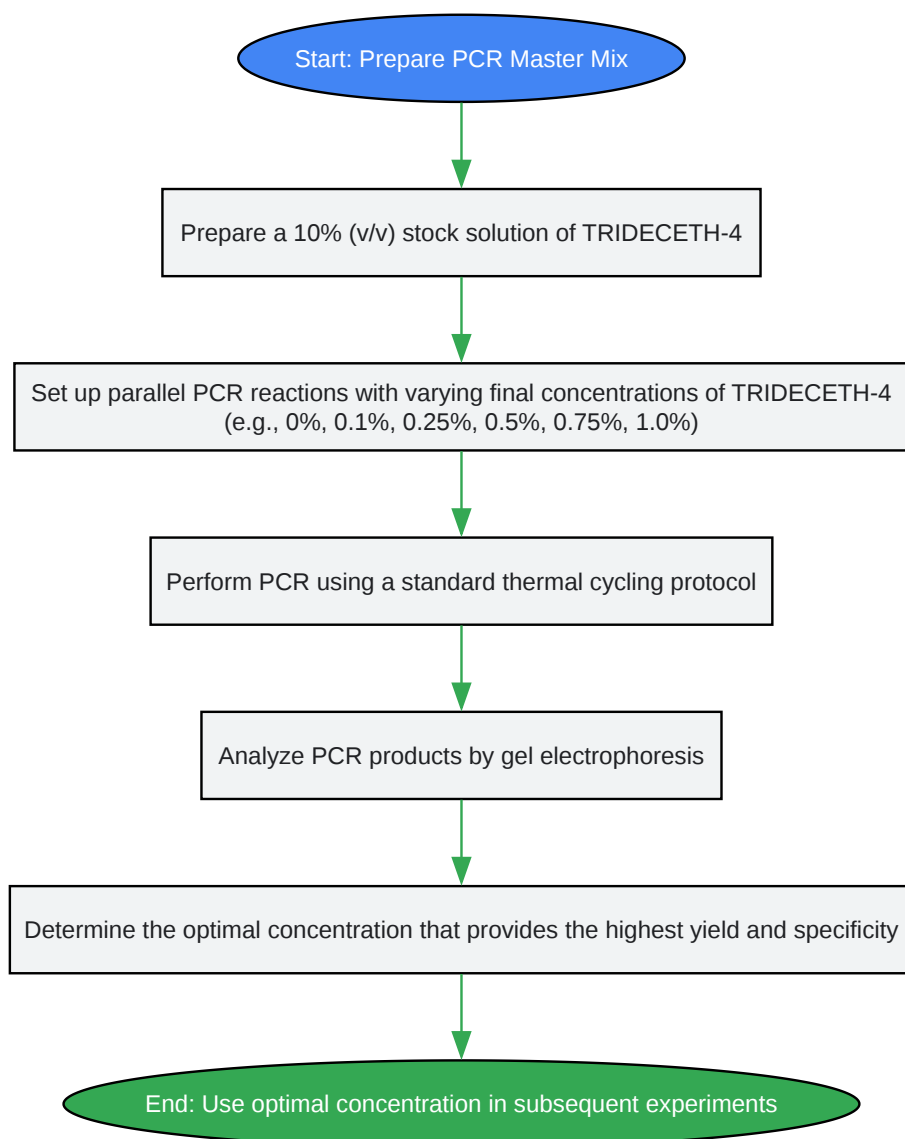 Start: Prepare PCR Master Mix
Prepare a 10% (v/v) stock solution of TRIDECETH-4
Set up parallel PCR reactions with varying final concentrations of TRIDECETH-4
(e.g., 0%, 0.1%, 0.25%, 0.5%, 0.75%, 1.0%)
Perform PCR using a standard thermal cycling protocol
Analyze PCR products by gel electrophoresis
Determine the optimal concentration that provides the highest yield and specificity
End: Use optimal concentration in subsequent experiments